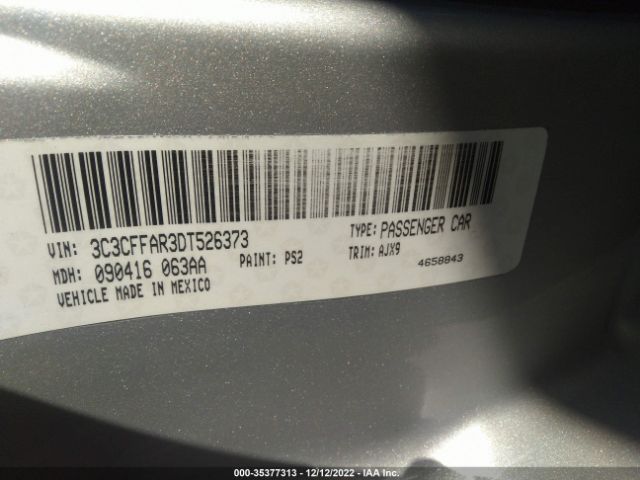 VIN: 3C3CFFAR3DT526373 TYPE: PASSENGER CAR
MDH: 090416 063AA PAINT: PS2 TRIM: AJX9
VEHICLE MADE IN MEXICO 4658843
000-35377313 - 12/12/2022 - IAA Inc.